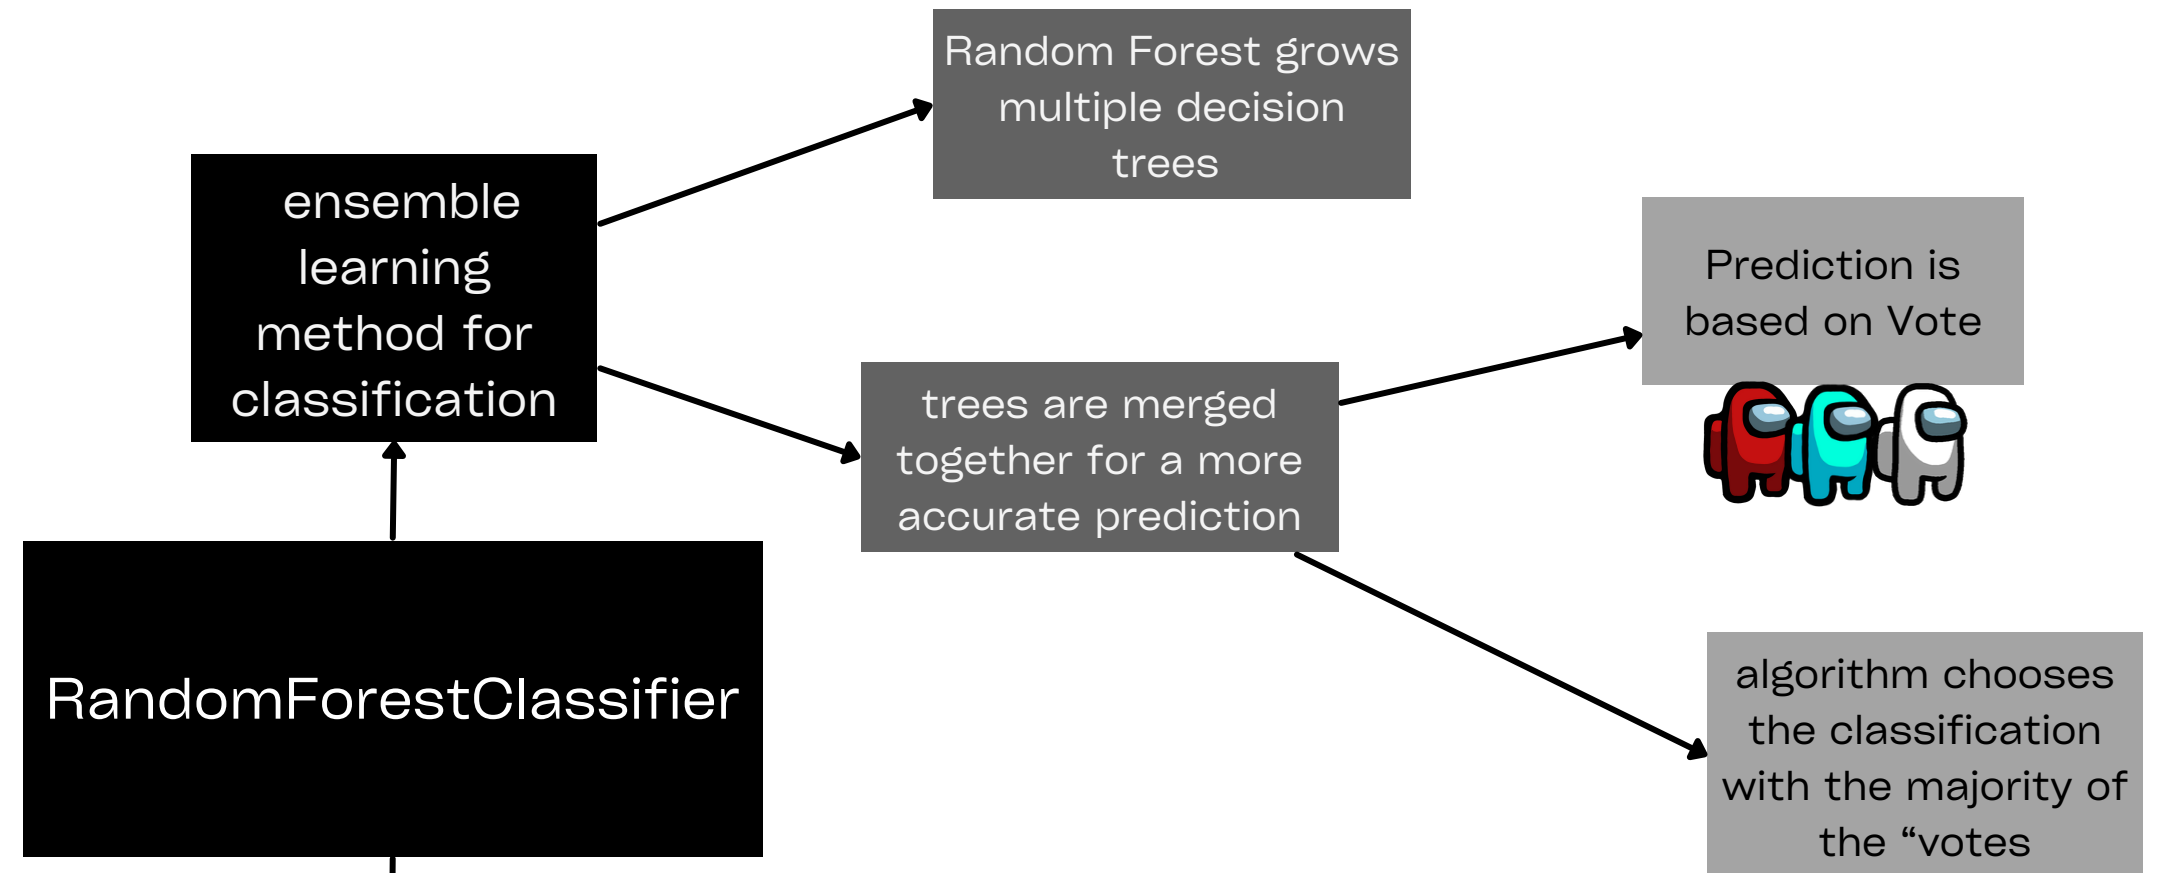 Random Forest grows
multiple decision
trees
ensemble
learning
method for
classification
Prediction is
based on Vote
trees are merged
together for a more
accurate prediction
RandomForestClassifier
algorithm chooses
the classification
with the majority of
the “votes